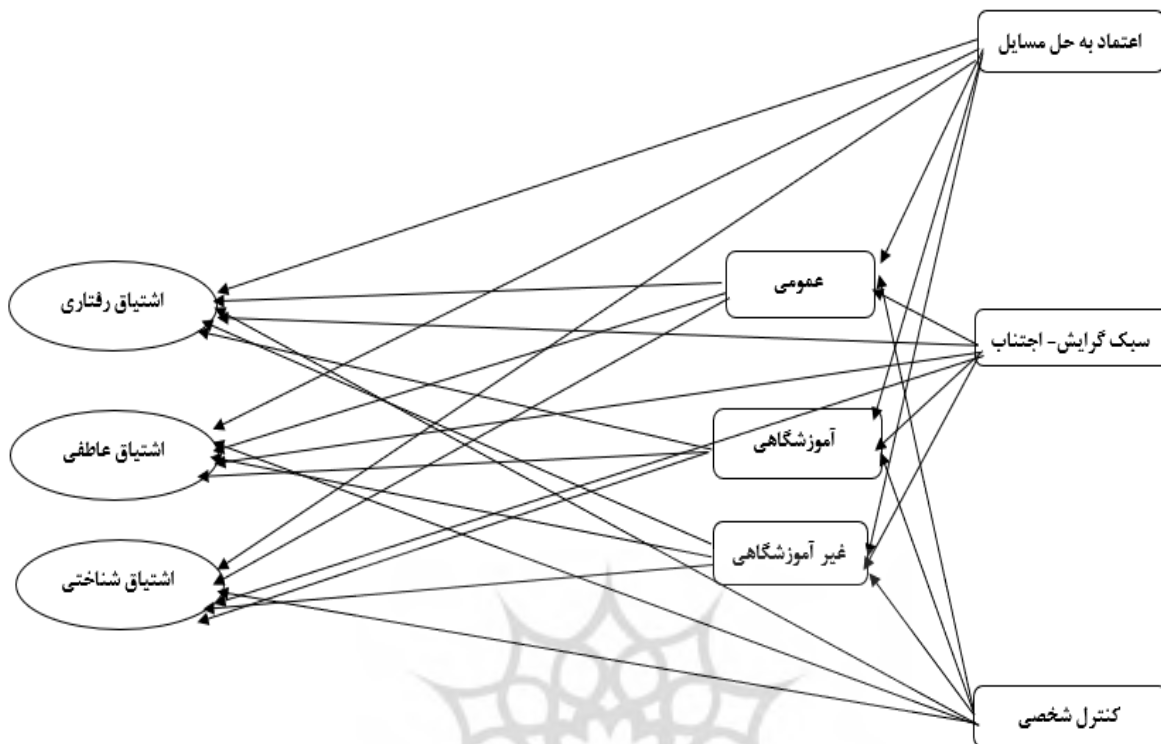 اعتماد به حل مسایل
عمومی
اشتیاق رفتاری
سبک گرایش- اجتناب
آموزشگاهی
اشتیاق عاطفی
غیر آموزشگاهی
اشتیاق شناختی
کنترل شخصی